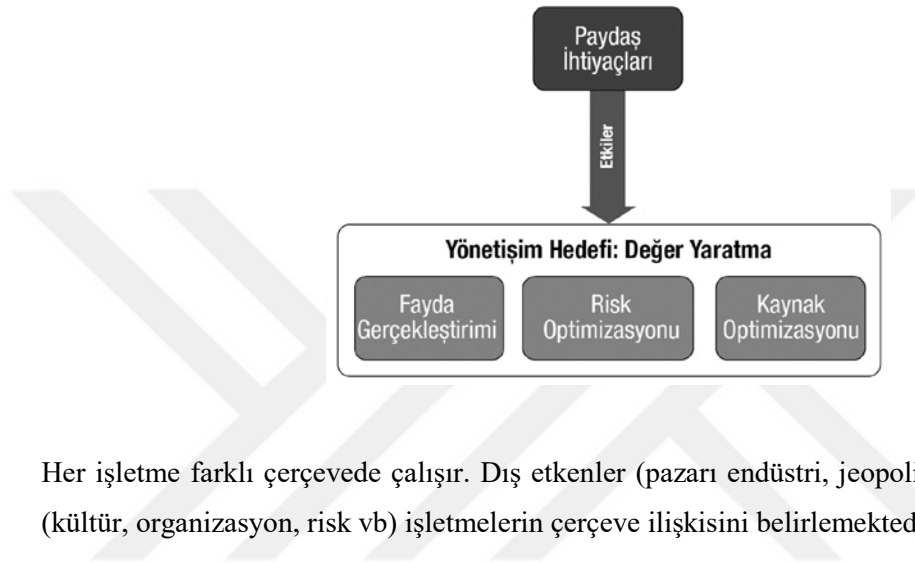 Paydaş
İhtiyaçları
Etkiler
Yönetişim Hedefi: Değer Yaratma
Fayda
Gerçekleştirimi
Risk
Optimizasyonu
Kaynak
Optimizasyonu
Her işletme farklı çerçevede çalışır. Dış etkenler (pazarı endüstri, jeopoli
(kültür, organizasyon, risk vb) işletmelerin çerçeve ilişkisini belirlemekted